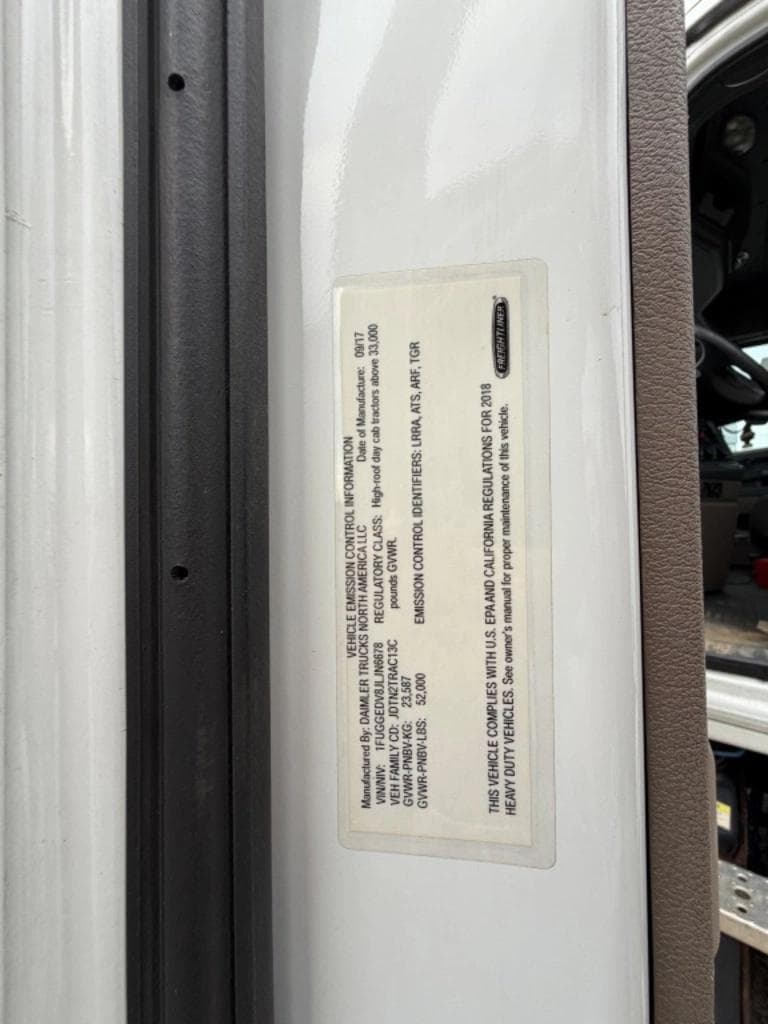 VEHICLE EMISSION CONTROL INFORMATION
Manufactured By: DAIMLER TRUCKS NORTH AMERICA LLC Date of Manufacture: 09/17
VIN/NIV: 1FUGGEDV8JLJN6678 REGULATORY CLASS: High-roof day cab tractors above 33,000
VEH FAMILY CD: JDTN2TRAC13C pounds GVWR.
GVWR-PNBV-KG: 23,587
GVWR-PNBV-LBS: 52,000 EMISSION CONTROL IDENTIFIERS: LRRA, ATS, ARF, TGR
THIS VEHICLE COMPLIES WITH U.S. EPA AND CALIFORNIA REGULATIONS FOR 2018
HEAVY DUTY VEHICLES. See owner's manual for proper maintenance of this vehicle.
FREIGHTLINER